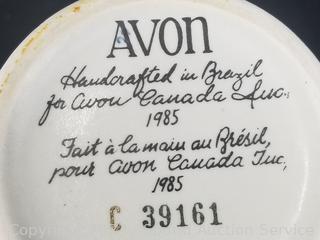 AVON
Handcrafted in Brazil
for Avon Canada Inc.
1985
Fait à la main au Brésil,
pour Avon Canada Inc,
1985
C 39161